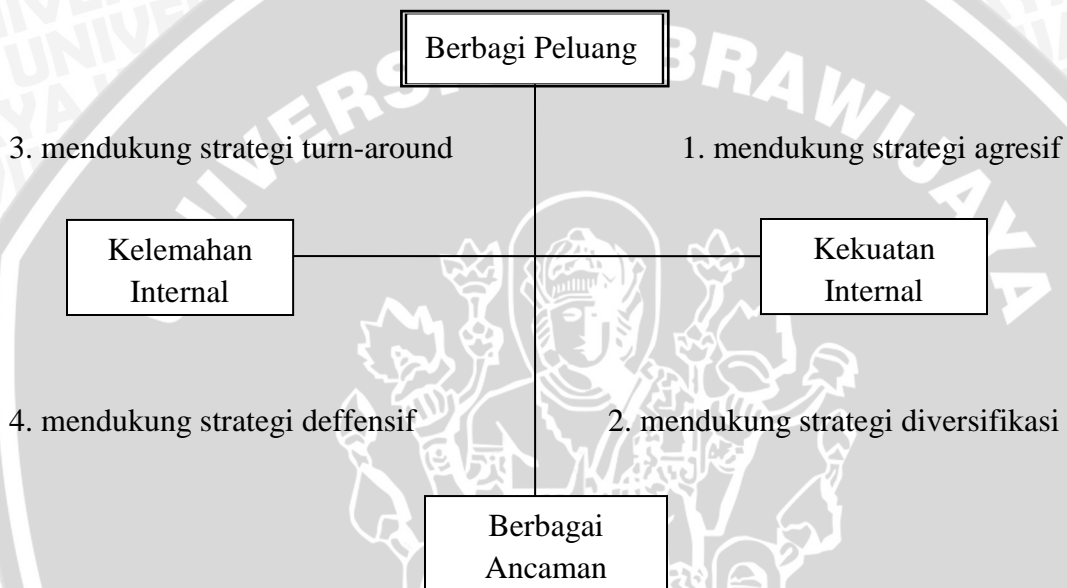 Berbagi Peluang
3. mendukung strategi turn-around
1. mendukung strategi agresif
Kelemahan
Internal
Kekuatan
Internal
4. mendukung strategi deffensif
2. mendukung strategi diversifikasi
Berbagai
Ancaman